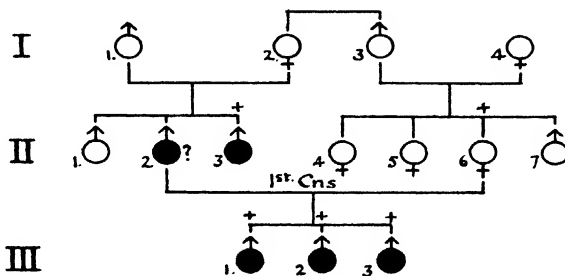 I 1. 2. 3. 4.
II 1. 2 ? 3. 4 5 6 7
1st. Cns
III 1. 2 3